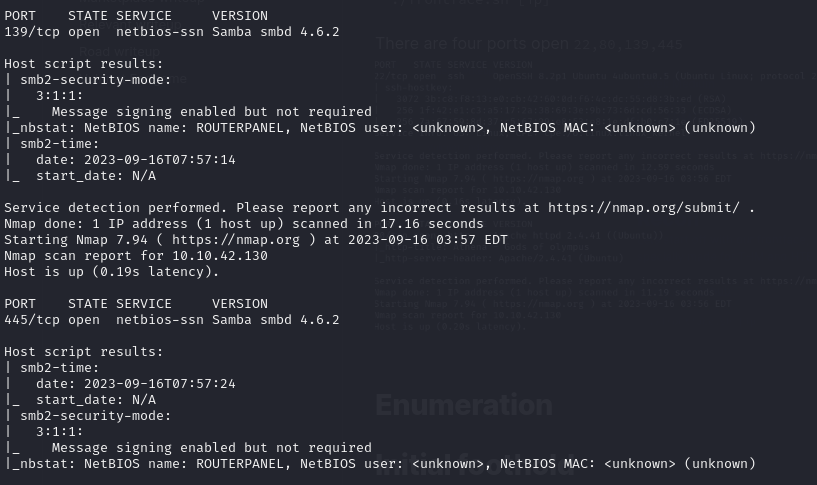 PORT    STATE SERVICE     VERSION
139/tcp open  netbios-ssn Samba smbd 4.6.2
Host script results:
| smb2-security-mode:
|   3:1:1:
|_    Message signing enabled but not required
|_nbstat: NetBIOS name: ROUTERPANEL, NetBIOS user: <unknown>, NetBIOS MAC: <unknown> (unknown)
| smb2-time:
|   date: 2023-09-16T07:57:14
|_  start_date: N/A
Service detection performed. Please report any incorrect results at https://nmap.org/submit/ .
Nmap done: 1 IP address (1 host up) scanned in 17.16 seconds
Starting Nmap 7.94 ( https://nmap.org ) at 2023-09-16 03:57 EDT
Nmap scan report for 10.10.42.130
Host is up (0.19s latency).
PORT    STATE SERVICE     VERSION
445/tcp open  netbios-ssn Samba smbd 4.6.2
Host script results:
| smb2-time:
|   date: 2023-09-16T07:57:24
|_  start_date: N/A
| smb2-security-mode:
|   3:1:1:
|_    Message signing enabled but not required
|_nbstat: NetBIOS name: ROUTERPANEL, NetBIOS user: <unknown>, NetBIOS MAC: <unknown> (unknown)
There are four ports open
Enumeration
Initial foothold